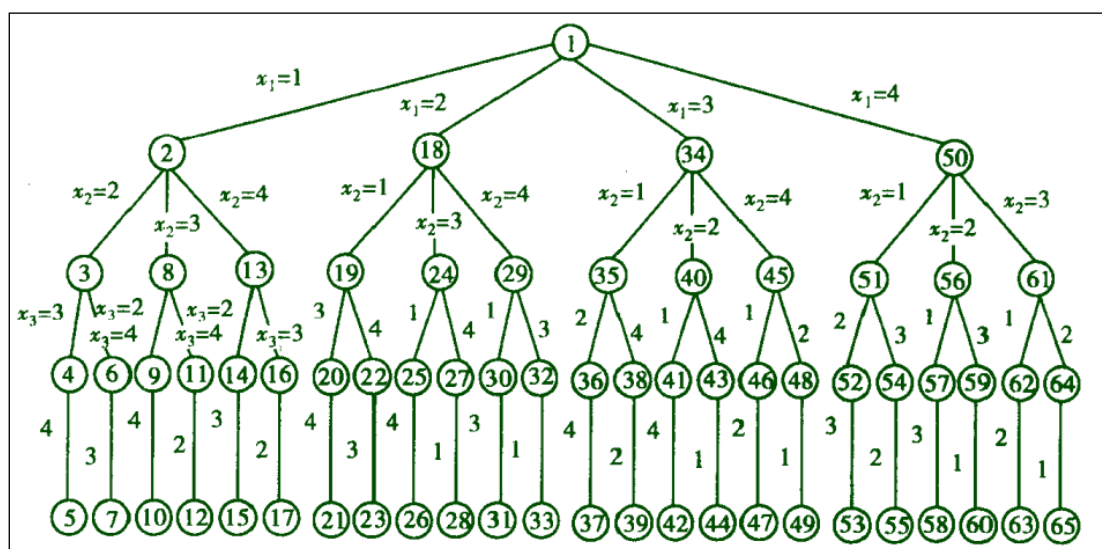 1
x₁=1 x₁=2 x₁=3 x₁=4
2 18 34 50
x₂=2 x₂=3 x₂=4 x₂=1 x₂=3 x₂=4 x₂=1 x₂=2 x₂=4 x₂=1 x₂=2 x₂=3
3 8 13 19 24 29 35 40 45 51 56 61
x₃=3 x₃=2 x₃=2 3 4 1 4 1 3 2 4 1 4 1 2 2 3 1 3 1 2
x₃=4 x₃=4 x₃=3
4 6 9 11 14 16 20 22 25 27 30 32 36 38 41 43 46 48 52 54 57 59 62 64
4 3 4 2 3 2 4 3 4 1 3 1 4 2 4 1 2 1 3 2 3 1 2 1
5 7 10 12 15 17 21 23 26 28 31 33 37 39 42 44 47 49 53 55 58 60 63 65